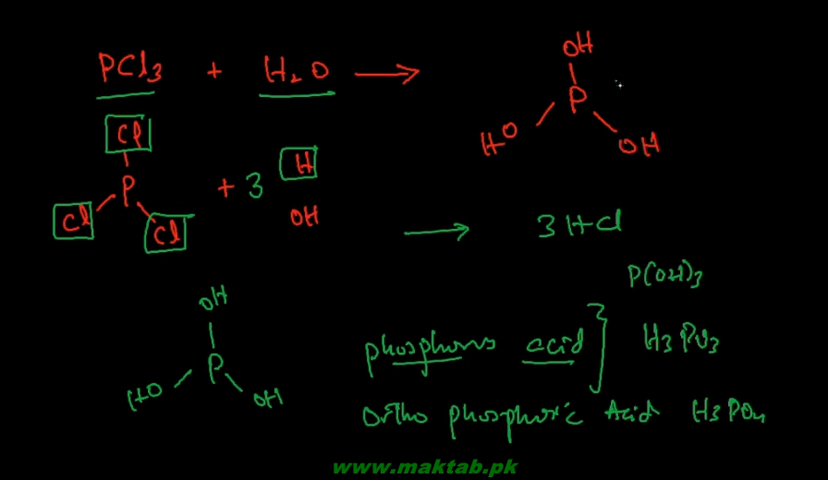 PCl3 + H2O →
OH
P
HO OH
Cl
P
Cl Cl
+ 3 H
OH
→ 3HCl
P(OH)3
OH
P
HO OH
phosphorus acid } H3PO3
Ortho phosphoric Acid H3PO4
www.maktab.pk